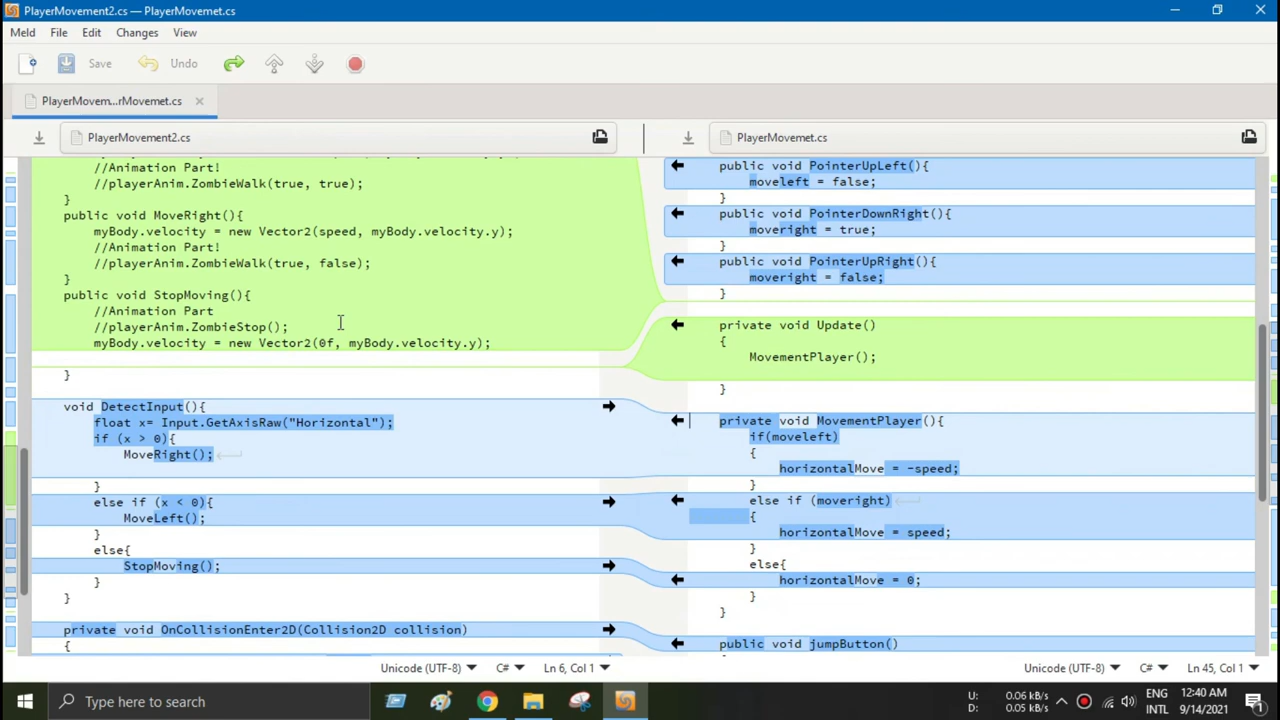 PlayerMovement2.cs — PlayerMovemet.cs
Meld File Edit Changes View
Save Undo
PlayerMovem...rMovemet.cs
PlayerMovement2.cs
//Animation Part!
//playerAnim.ZombieWalk(true, true);
}
public void MoveRight(){
myBody.velocity = new Vector2(speed, myBody.velocity.y);
//Animation Part!
//playerAnim.ZombieWalk(true, false);
}
public void StopMoving(){
//Animation Part
//playerAnim.ZombieStop();
myBody.velocity = new Vector2(0f, myBody.velocity.y);
}
void DetectInput(){
float x= Input.GetAxisRaw("Horizontal");
if (x > 0){
MoveRight();
}
else if (x < 0){
MoveLeft();
}
else{
StopMoving();
}
}
private void OnCollisionEnter2D(Collision2D collision)
{
PlayerMovemet.cs
public void PointerUpLeft(){
moveleft = false;
}
public void PointerDownRight(){
moveright = true;
}
public void PointerUpRight(){
moveright = false;
}
private void Update()
{
MovementPlayer();
}
private void MovementPlayer(){
if(moveleft)
{
horizontalMove = -speed;
}
else if (moveright)
{
horizontalMove = speed;
}
else{
horizontalMove = 0;
}
}
public void jumpButton()
Unicode (UTF-8) C# Ln 6, Col 1
Unicode (UTF-8) C# Ln 45, Col 1
Type here to search
U: 0.06 kB/s
D: 0.05 kB/s
ENG
INTL
12:40 AM
9/14/2021